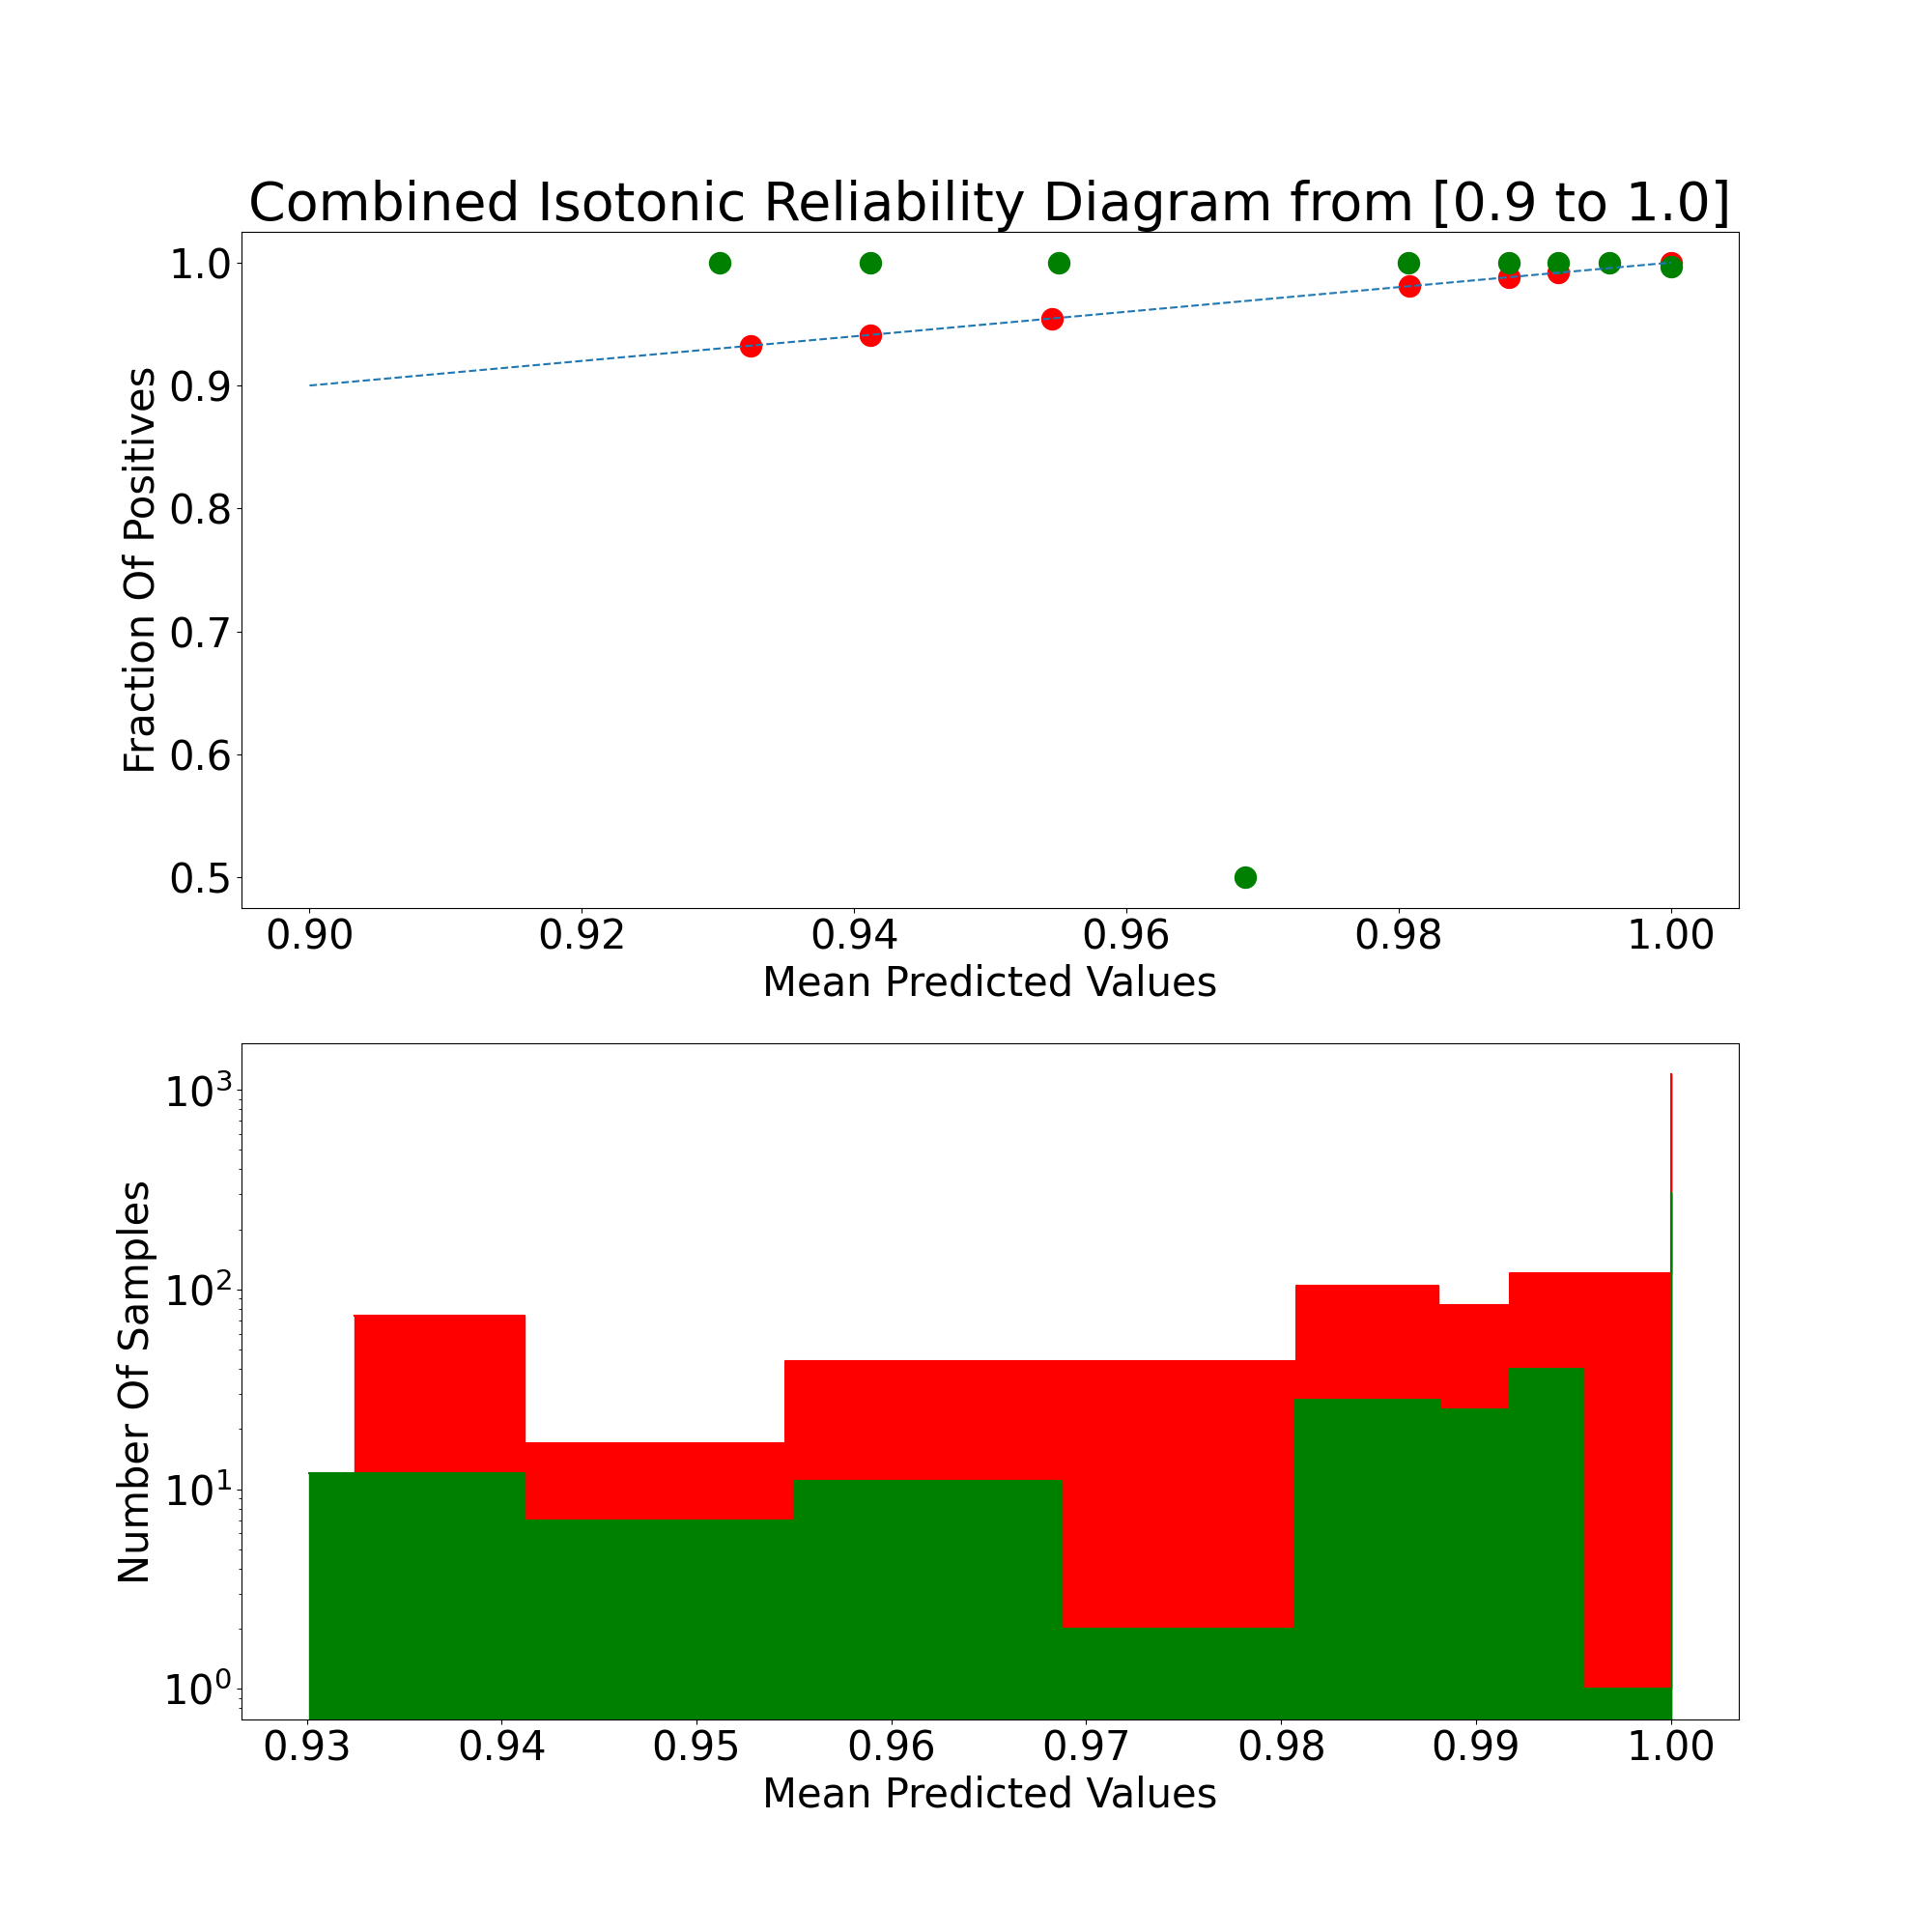 Combined Isotonic Reliability Diagram from [0.9 to 1.0]
1.0
0.9
0.8
0.7
0.6
0.5
Fraction Of Positives
0.90 0.92 0.94 0.96 0.98 1.00
Mean Predicted Values
10³
10²
10¹
10⁰
Number Of Samples
0.93 0.94 0.95 0.96 0.97 0.98 0.99 1.00
Mean Predicted Values